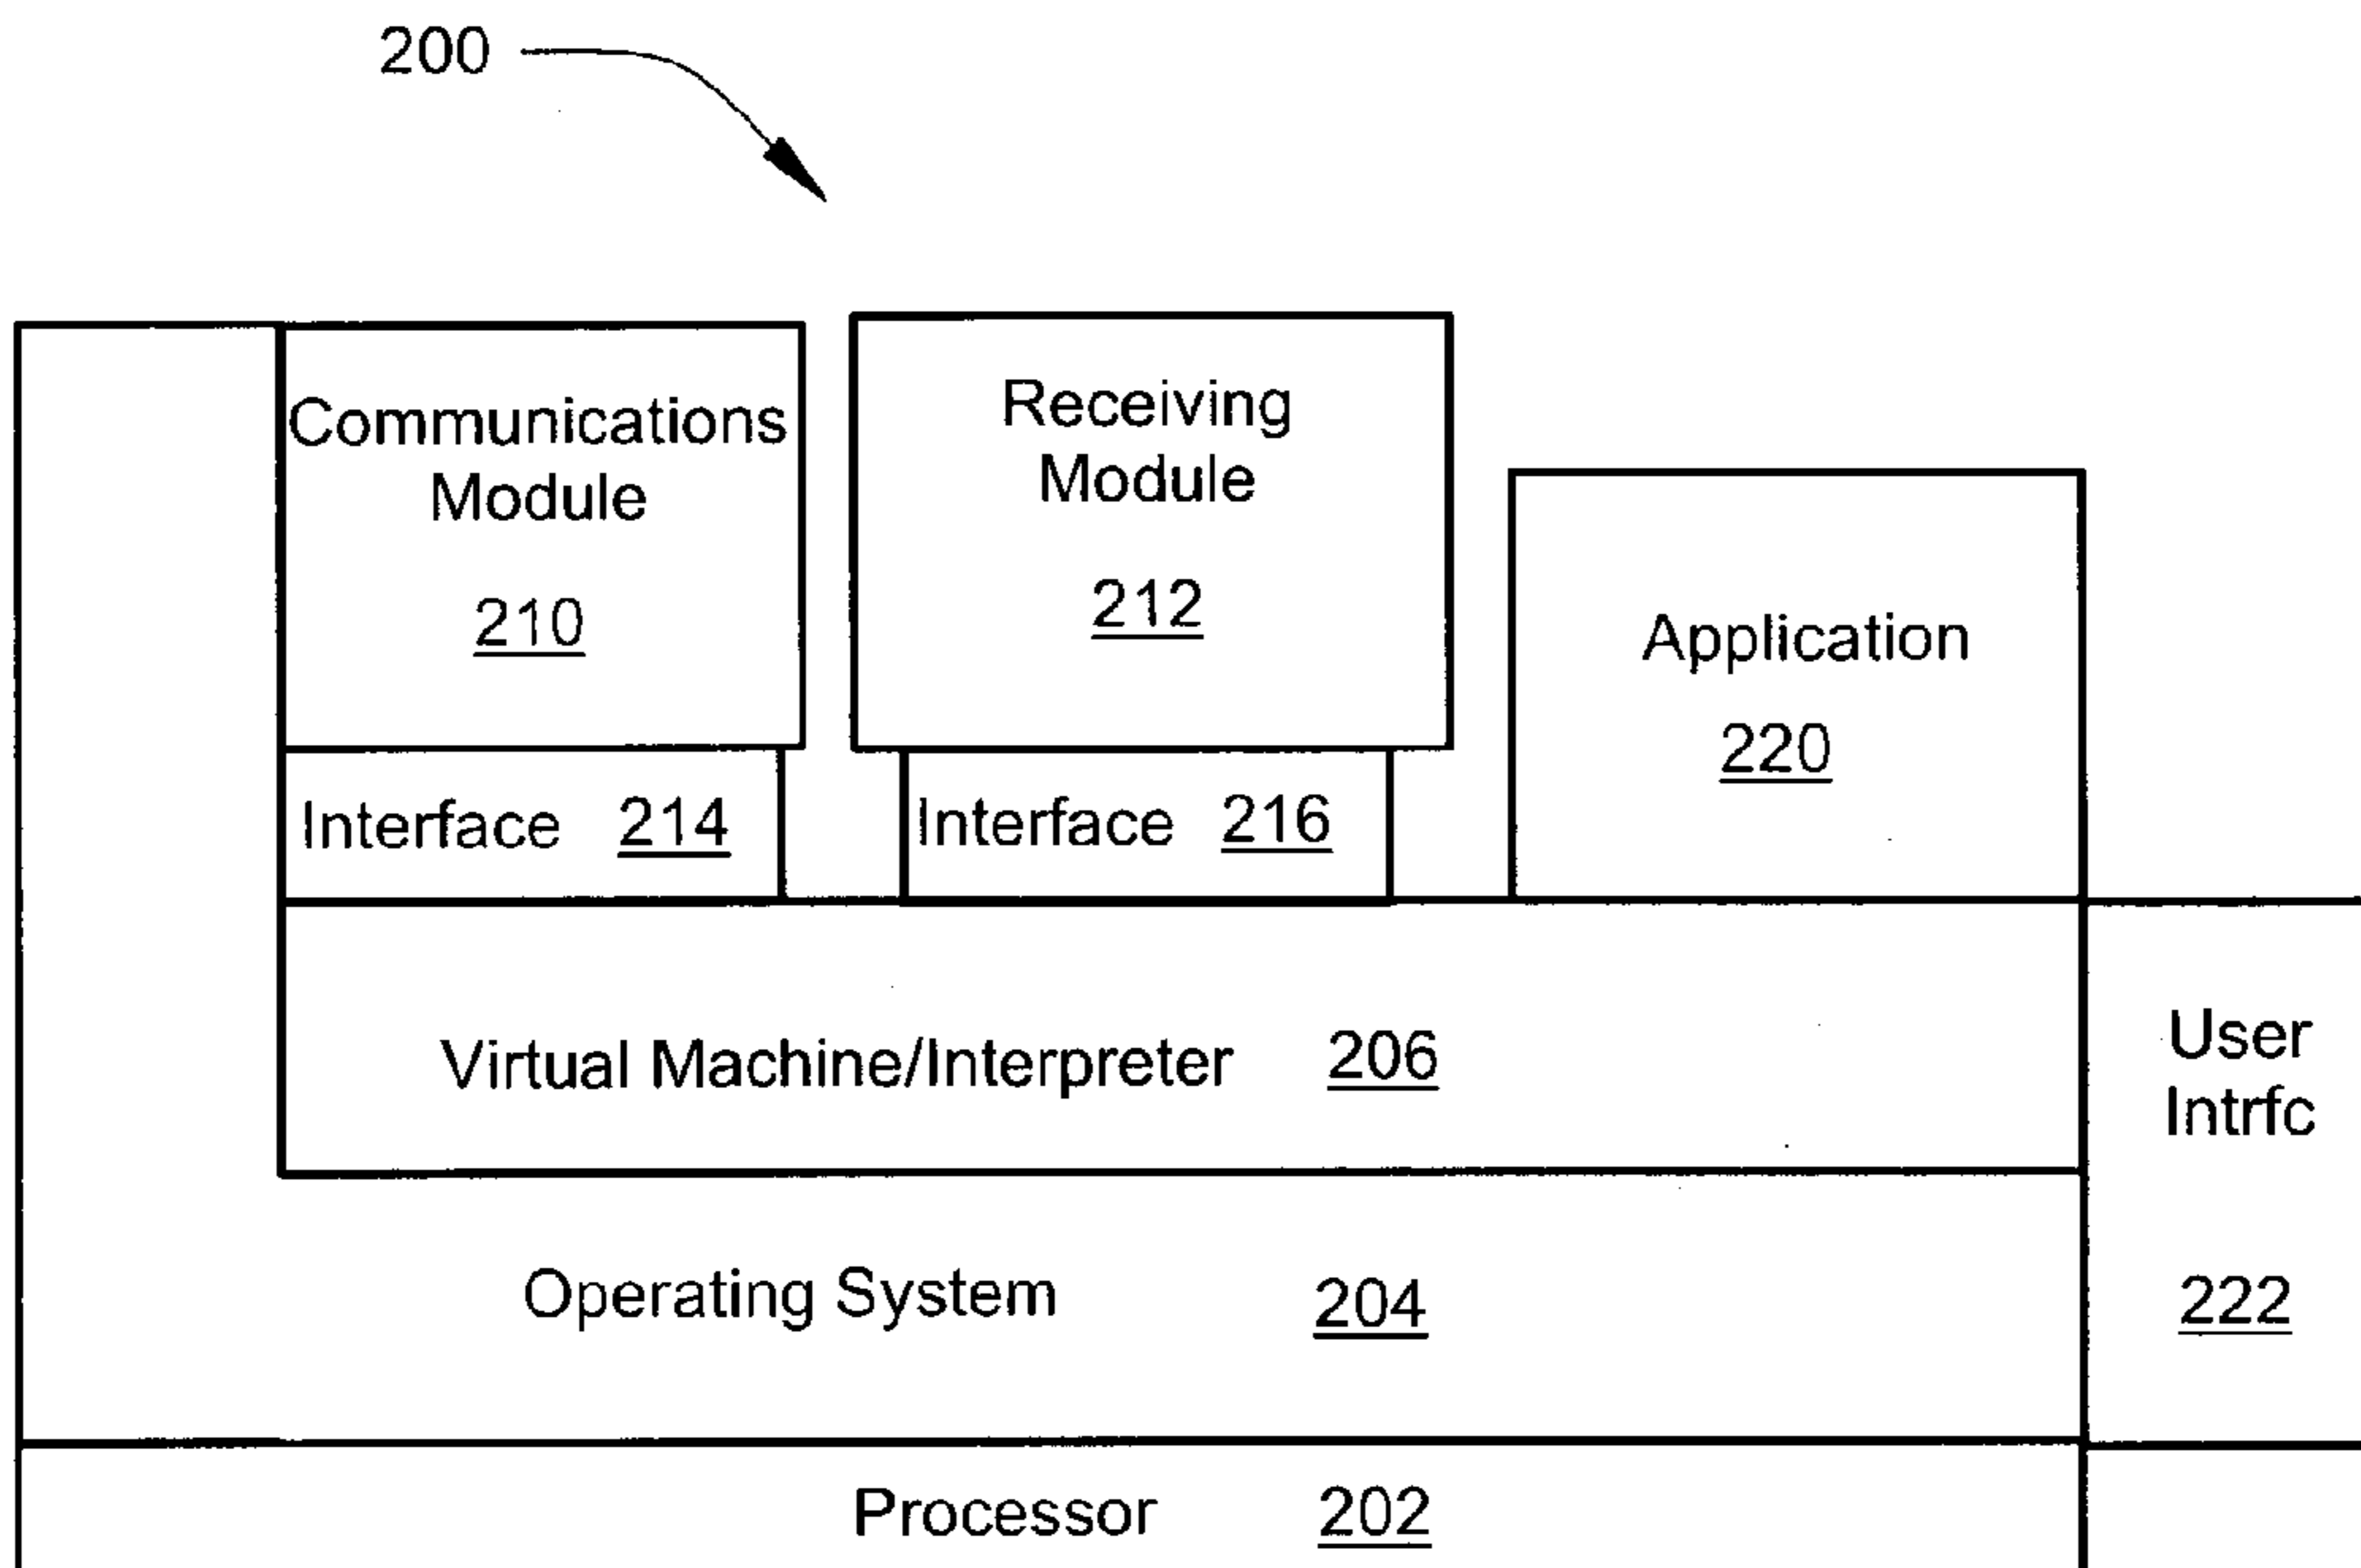 200
Communications
Module
210
Receiving
Module
212
Application
220
Interface 214
Interface 216
Virtual Machine/Interpreter 206
User
Intrfc
222
Operating System 204
Processor 202